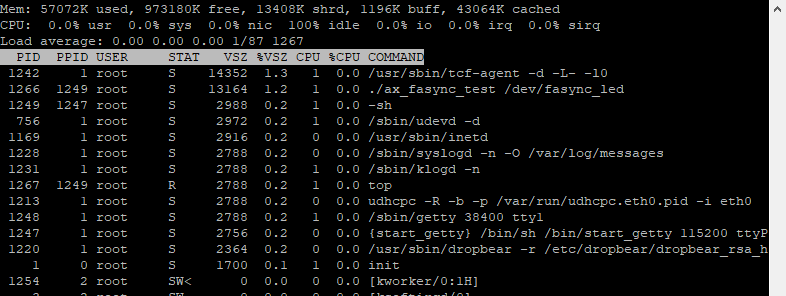 Mem: 57072K used, 973180K free, 13408K shrd, 1196K buff, 43064K cached
CPU:  0.0% usr  0.0% sys  0.0% nic  100% idle  0.0% io  0.0% irq  0.0% sirq
Load average: 0.00 0.00 0.00 1/87 1267
  PID  PPID USER     STAT   VSZ %VSZ CPU %CPU COMMAND
 1242     1 root     S    14352  1.3   1  0.0 /usr/sbin/tcf-agent -d -L- -l0
 1266  1249 root     S    13164  1.2   1  0.0 ./ax_fasync_test /dev/fasync_led
 1249  1247 root     S     2988  0.2   1  0.0 -sh
  756     1 root     S     2972  0.2   1  0.0 /sbin/udevd -d
 1169     1 root     S     2916  0.2   0  0.0 /usr/sbin/inetd
 1228     1 root     S     2788  0.2   0  0.0 /sbin/syslogd -n -O /var/log/messages
 1231     1 root     S     2788  0.2   1  0.0 /sbin/klogd -n
 1267  1249 root     R     2788  0.2   1  0.0 top
 1213     1 root     S     2788  0.2   0  0.0 udhcpc -R -b -p /var/run/udhcpc.eth0.pid -i eth0
 1248     1 root     S     2788  0.2   1  0.0 /sbin/getty 38400 tty1
 1247     1 root     S     2756  0.2   0  0.0 {start_getty} /bin/sh /bin/start_getty 115200 ttyP
 1220     1 root     S     2364  0.2   0  0.0 /usr/sbin/dropbear -r /etc/dropbear/dropbear_rsa_h
    1     0 root     S     1700  0.1   1  0.0 init
 1254     2 root     SW<      0  0.0   0  0.0 [kworker/0:1H]